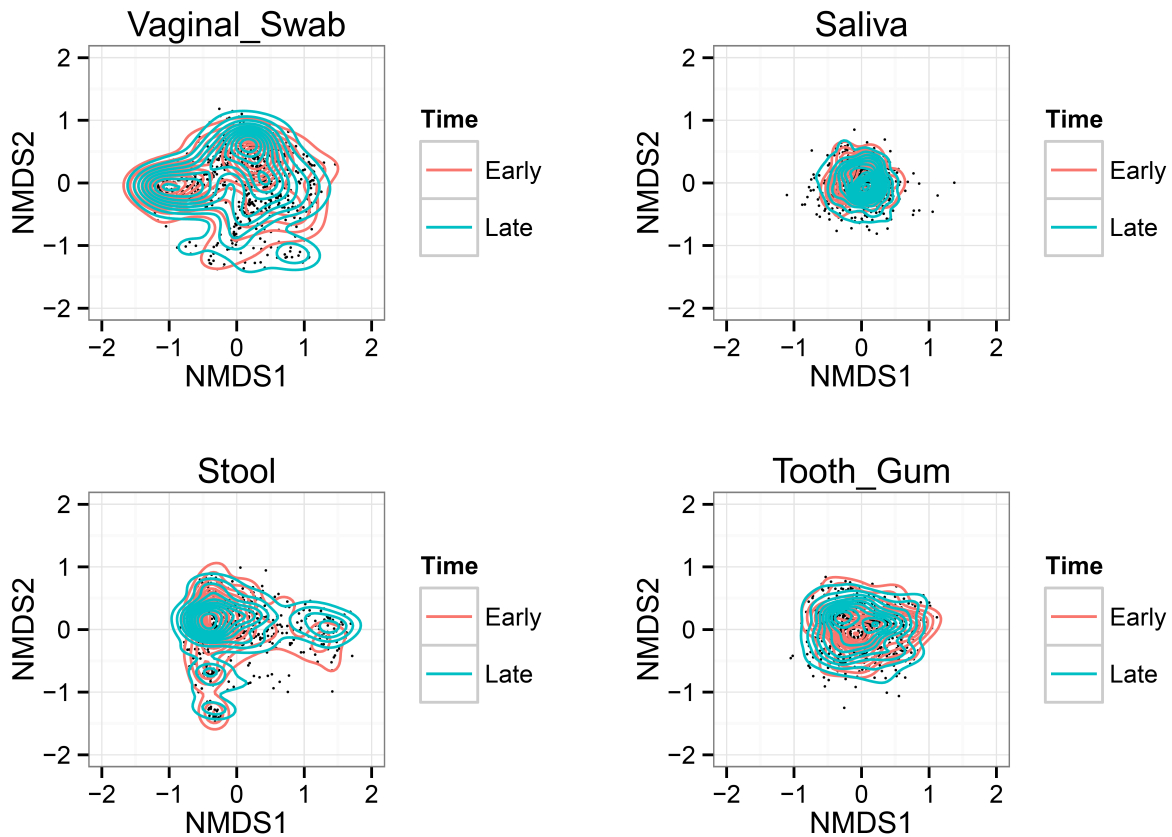 Vaginal_Swab
NMDS2
2
1
0
−1
−2
−2 −1 0 1 2
NMDS1
Time
Early
Late
Saliva
NMDS2
2
1
0
−1
−2
−2 −1 0 1 2
NMDS1
Time
Early
Late
Stool
NMDS2
2
1
0
−1
−2
−2 −1 0 1 2
NMDS1
Time
Early
Late
Tooth_Gum
NMDS2
2
1
0
−1
−2
−2 −1 0 1 2
NMDS1
Time
Early
Late